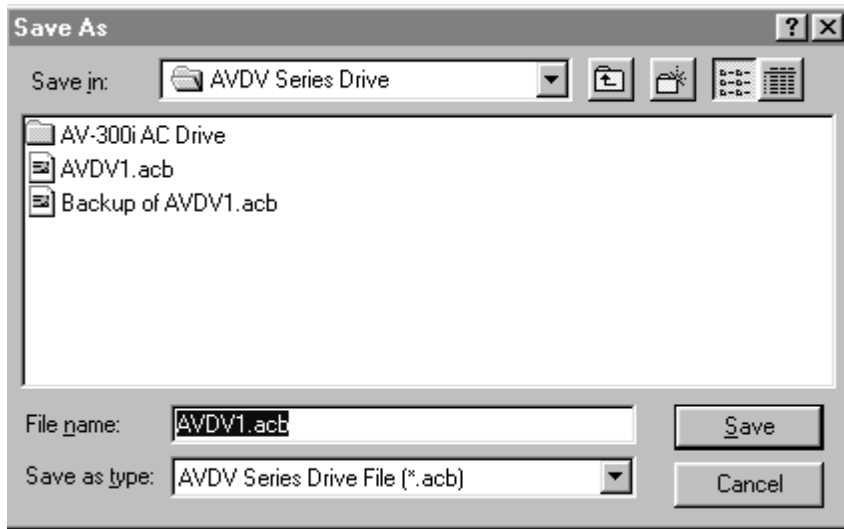 Save As
Save in: AVDV Series Drive
AV-300i AC Drive
AVDV1.acb
Backup of AVDV1.acb
File name: AVDV1.acb Save
Save as type: AVDV Series Drive File (*.acb) Cancel